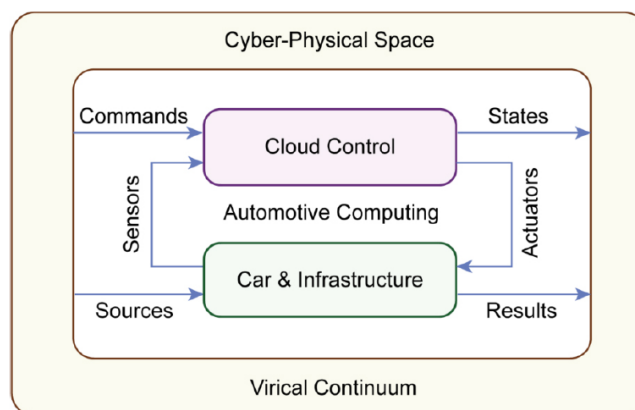 Cyber-Physical Space
Commands
States
Cloud Control
Sensors
Automotive Computing
Actuators
Car & Infrastructure
Sources
Results
Virical Continuum